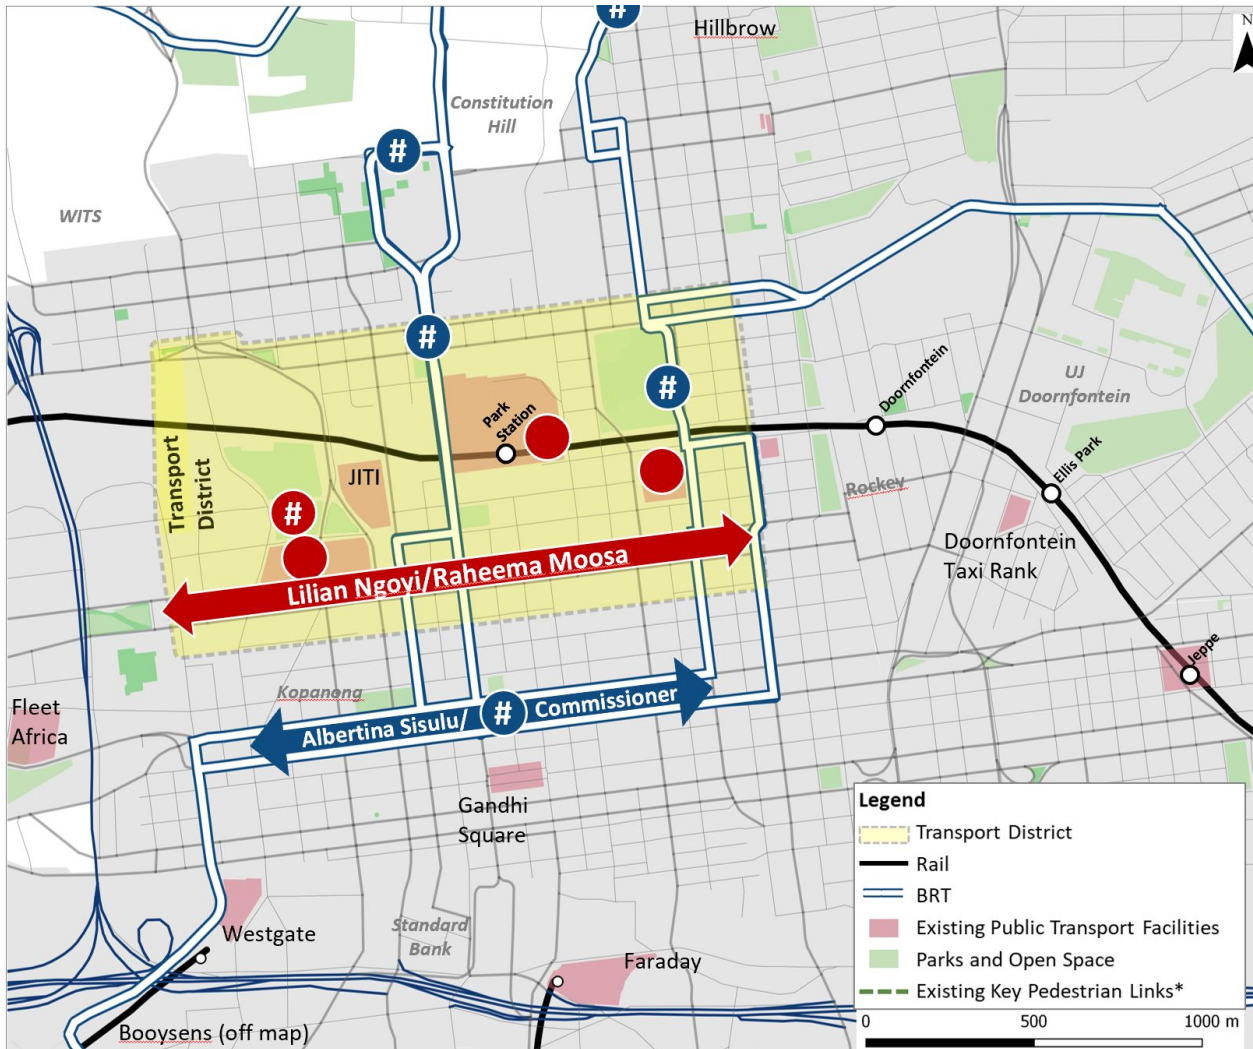 #
Hillbrow
N
Constitution
Hill
#
WITS
#
UJ
Doornfontein
Doornfontein
#
Park
Station
Ellis Park
Transport
District
JITI
Rockey
#
Doornfontein
Taxi Rank
Lilian Ngoyi/Raheema Moosa
Jeppe
Kopanong
Fleet
Africa
Albertina Sisulu/ # Commissioner
Gandhi
Square
Legend
Transport District
Rail
BRT
Existing Public Transport Facilities
Parks and Open Space
Existing Key Pedestrian Links*
0 500 1000 m
Westgate
Standard
Bank
Faraday
Booysens (off map)